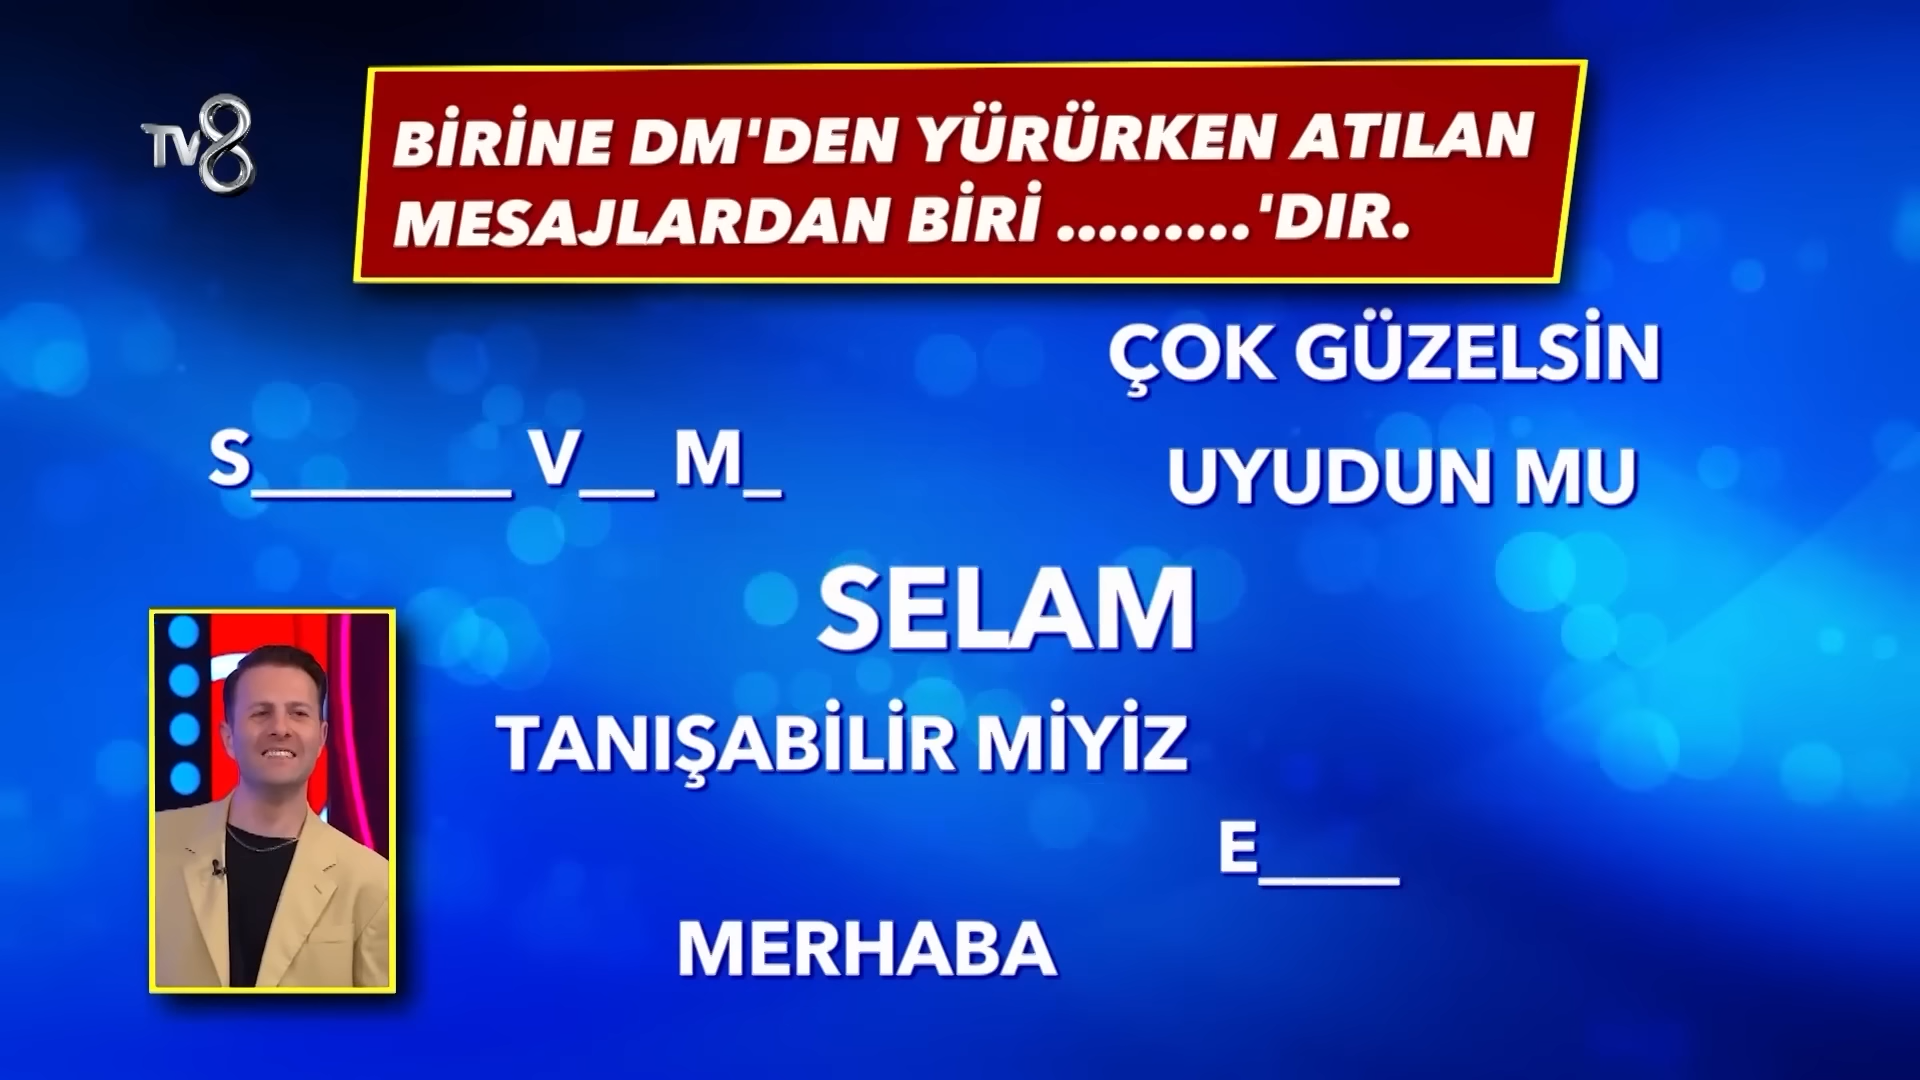 TV8
BİRİNE DM'DEN YÜRÜRKEN ATILAN
MESAJLARDAN BİRİ .........'DIR.
ÇOK GÜZELSİN
S_______ V__ M_
UYUDUN MU
SELAM
TANIŞABİLİR MİYİZ
E____
MERHABA